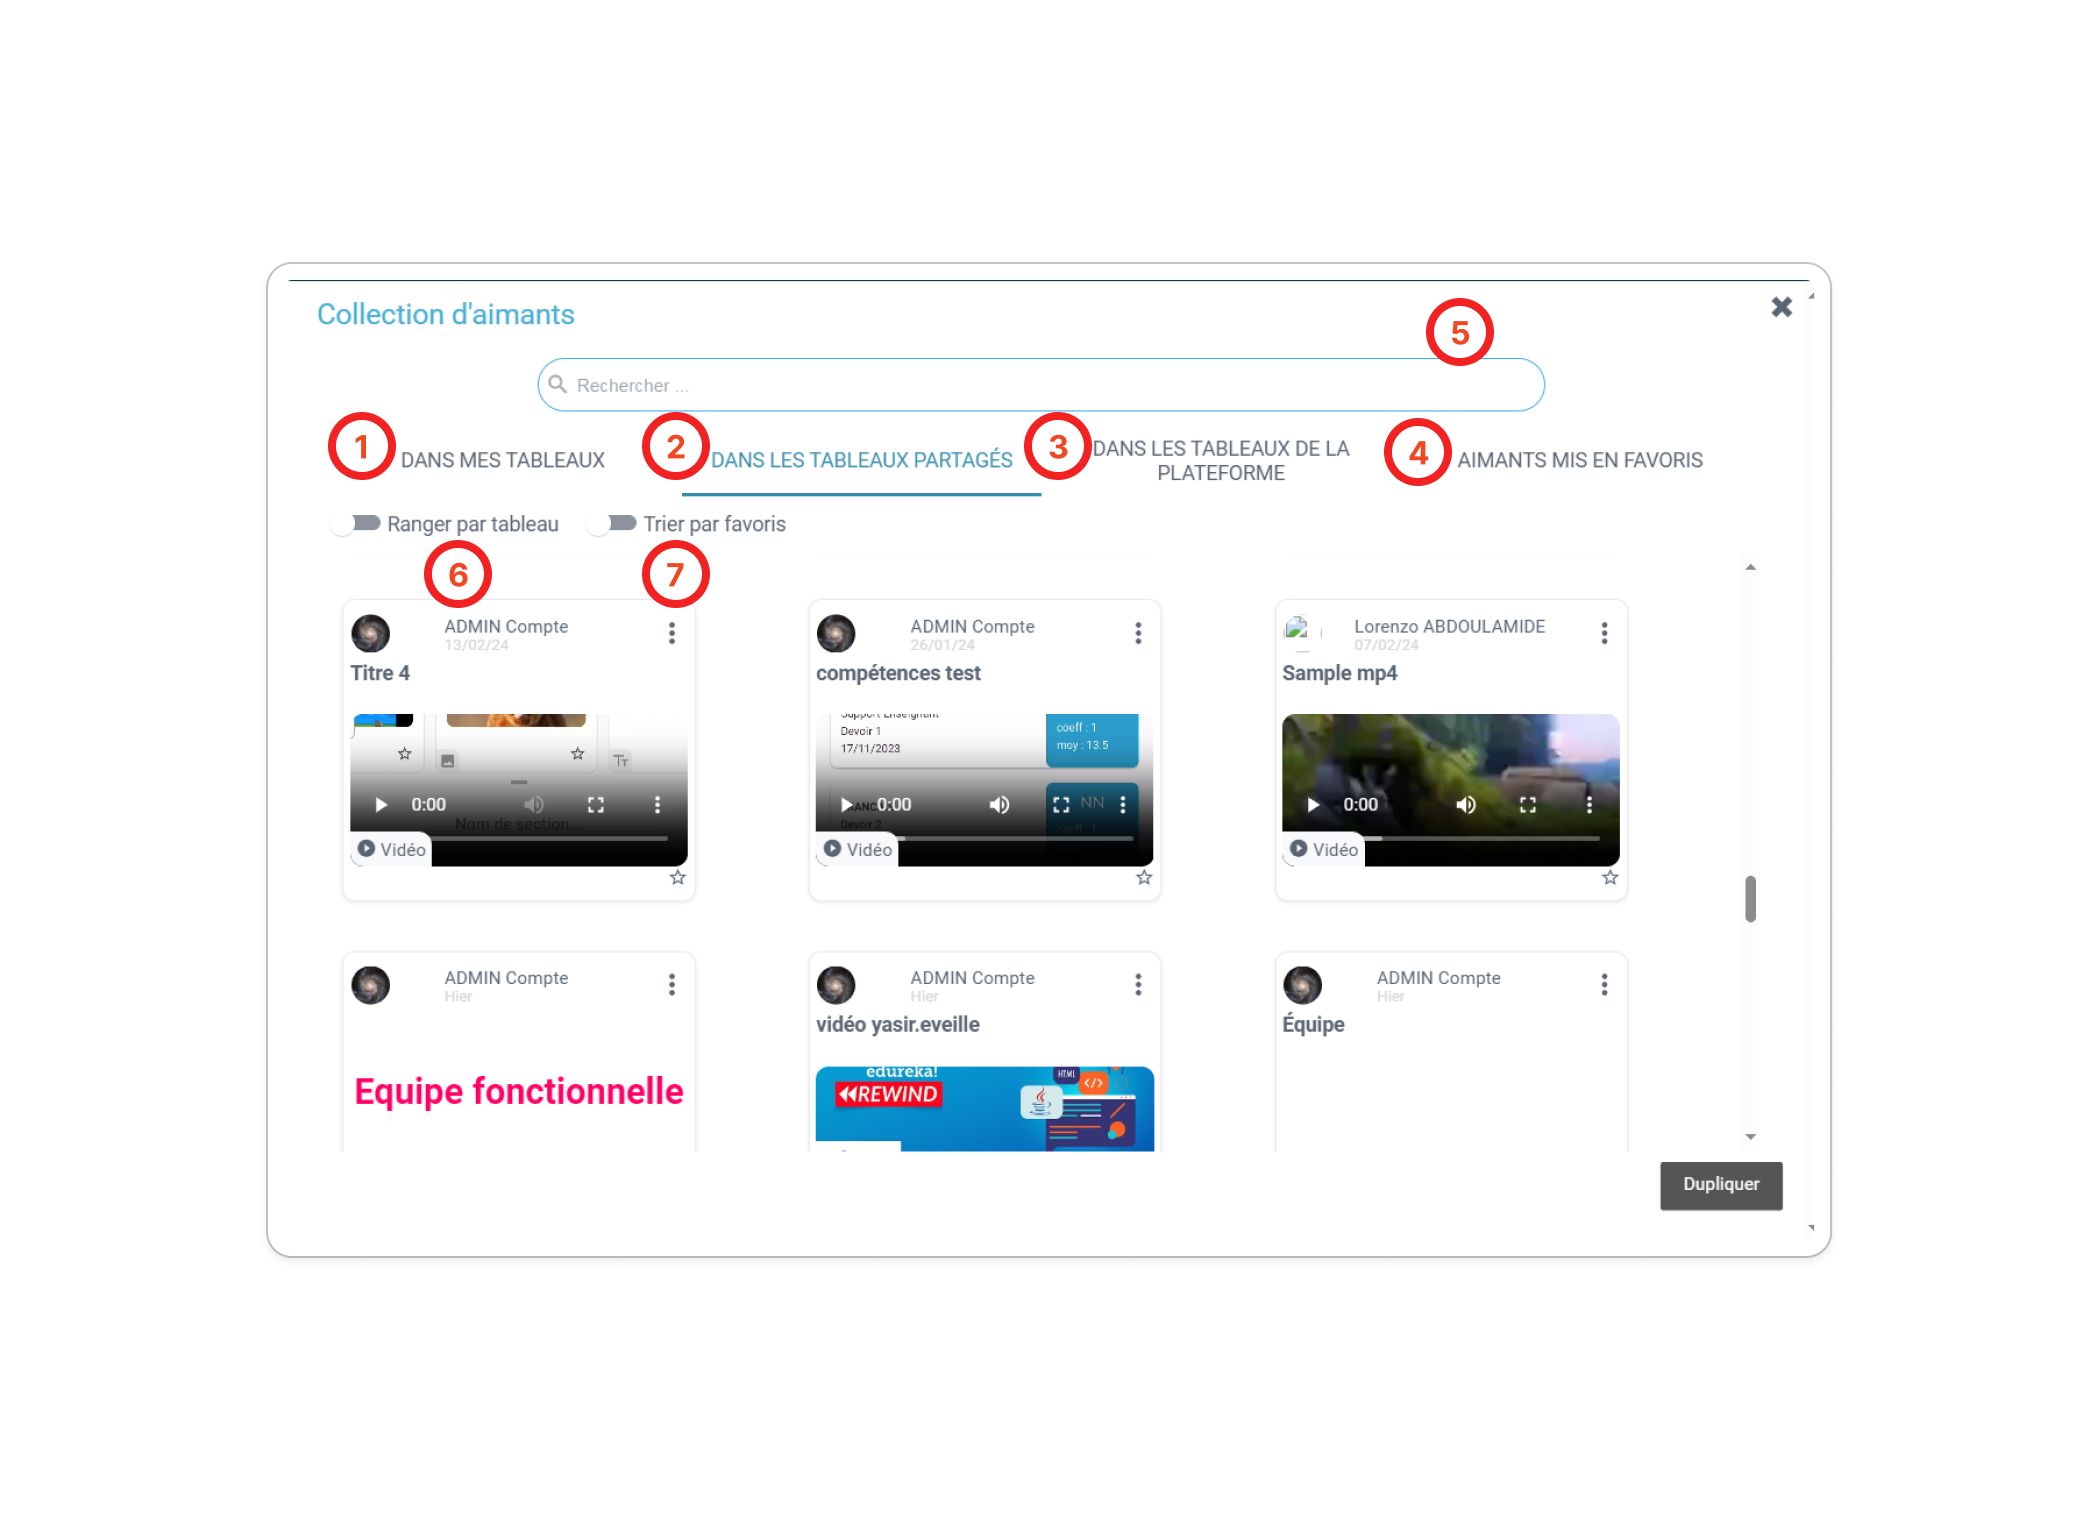 Collection d'aimants
5
Rechercher ...
1 DANS MES TABLEAUX
2 DANS LES TABLEAUX PARTAGÉS
3 DANS LES TABLEAUX DE LA
PLATEFORME
4 AIMANTS MIS EN FAVORIS
Ranger par tableau
Trier par favoris
6
7
ADMIN Compte
13/02/24
Titre 4
Tт
0:00
Nom de section...
Vidéo
ADMIN Compte
26/01/24
compétences test
Support Enseignant
Devoir 1
17/11/2023
coeff : 1
moy : 13.5
0:00
NN
Devoir 2
coeff : 1
Vidéo
Lorenzo ABDOULAMIDE
07/02/24
Sample mp4
0:00
Vidéo
ADMIN Compte
Hier
Equipe fonctionnelle
ADMIN Compte
Hier
vidéo yasir.eveille
edureka!
REWIND
HTML
</>
ADMIN Compte
Hier
Équipe
Dupliquer